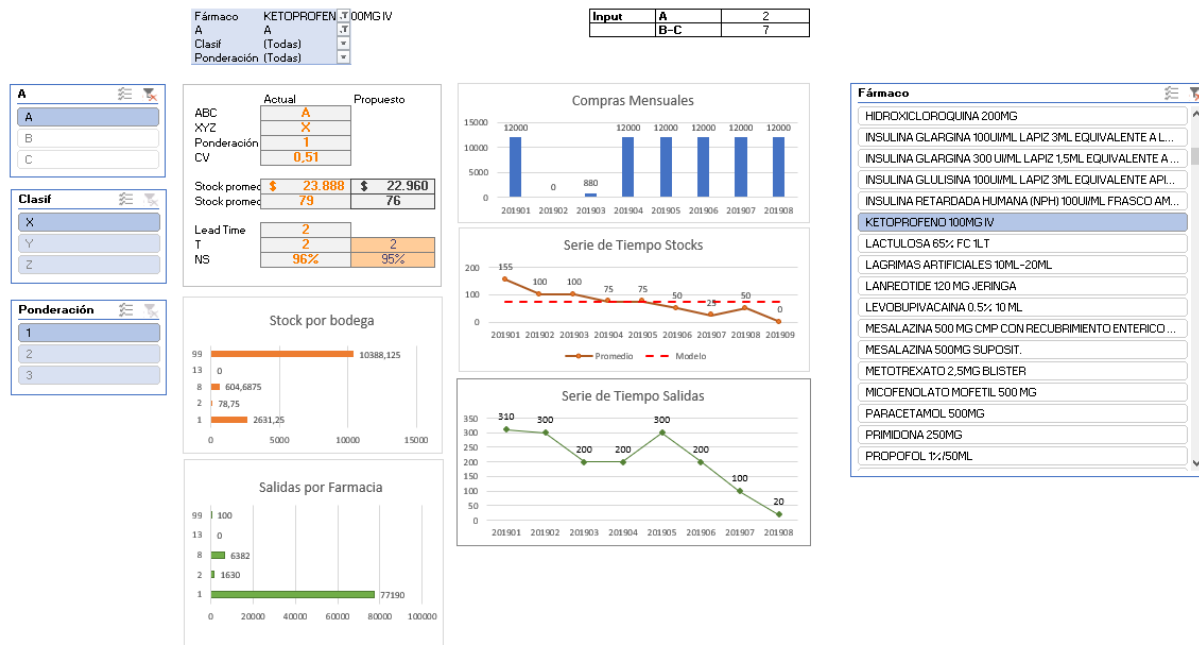 Fármaco KETOPROFEN 00MG IV
A A
Clasif (Todas)
Ponderación (Todas)
Input A 2
B-C 7
A
A
B
C
Clasif
X
Y
Z
Ponderación
1
2
3
Actual Propuesto
ABC A
XYZ X
Ponderación 1
CV 0,51
Stock promed $ 23.888 $ 22.960
Stock promed 79 76
Lead Time 2
T 2 2
NS 96% 95%
Stock por bodega
99 10388,125
13 0
8 604,6875
2 78,75
1 2631,25
0 5000 10000 15000
Salidas por Farmacia
99 100
13 0
8 6382
2 1630
1 77190
0 20000 40000 60000 80000 100000
Compras Mensuales
12000 0 880 12000 12000 12000 12000 12000
15000
10000
5000
0
201901 201902 201903 201904 201905 201906 201907 201908
Serie de Tiempo Stocks
155 100 100 75 75 50 25 50 0
200
100
0
201901 201902 201903 201904 201905 201906 201907 201908 201909
Promedio Modelo
Serie de Tiempo Salidas
310 300 200 200 300 200 100 20
350
300
250
200
150
100
50
0
201901 201902 201903 201904 201905 201906 201907 201908
Fármaco
HIDROXICLOROQUINA 200MG
INSULINA GLARGINA 100UI/ML LAPIZ 3ML EQUIVALENTE A L...
INSULINA GLARGINA 300 UI/ML LAPIZ 1,5ML EQUIVALENTE A ...
INSULINA GLULISINA 100UI/ML LAPIZ 3ML EQUIVALENTE API...
INSULINA RETARDADA HUMANA (NPH) 100UI/ML FRASCO AM...
KETOPROFENO 100MG IV
LACTULOSA 65% FC 1LT
LAGRIMAS ARTIFICIALES 10ML-20ML
LANREOTIDE 120 MG JERINGA
LEVOBUPIVACAINA 0.5% 10 ML
MESALAZINA 500 MG CMP CON RECUBRIMIENTO ENTERICO ...
MESALAZINA 500MG SUPOSIT.
METOTREXATO 2,5MG BLISTER
MICOFENOLATO MOFETIL 500 MG
PARACETAMOL 500MG
PRIMIDONA 250MG
PROPOFOL 1%/50ML